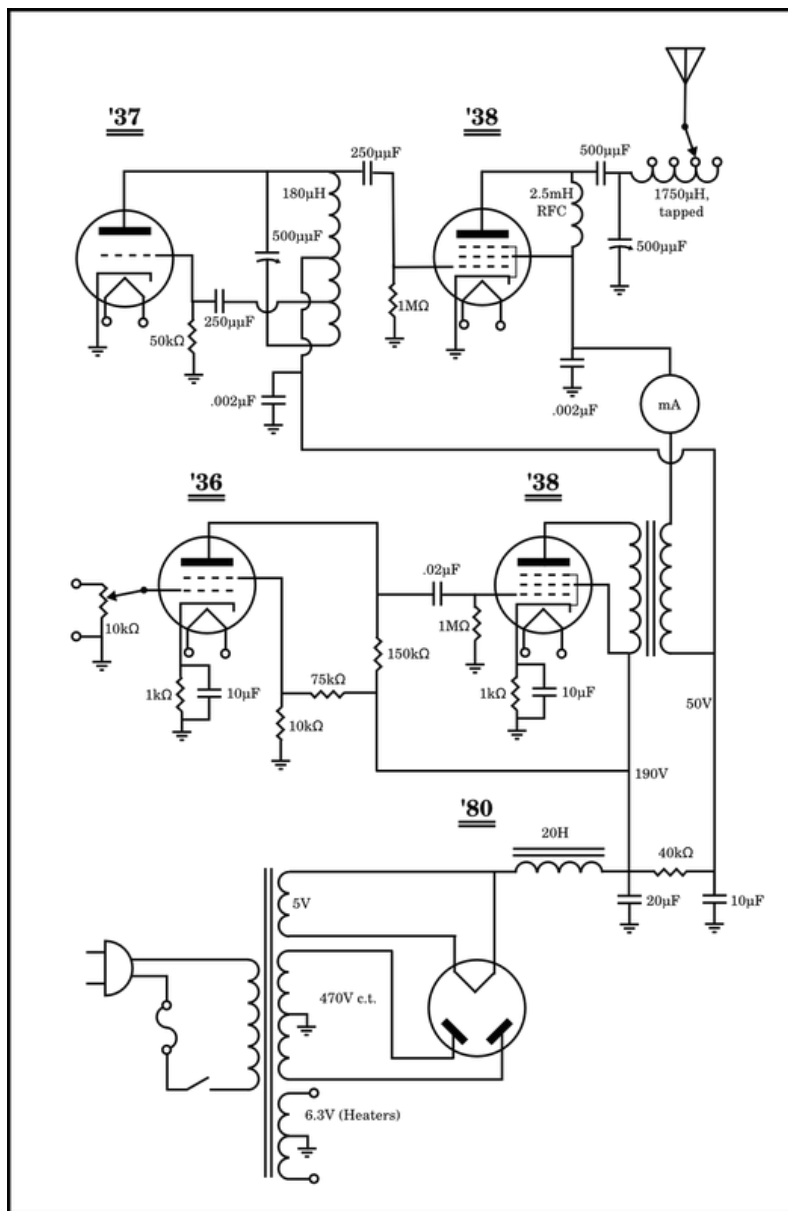 '37
'38
250μμF
500μμF
180μH
2.5mH
RFC
1750μH,
tapped
500μμF
500μμF
250μμF
1MΩ
50kΩ
.002μF
.002μF
mA
'36
'38
.02μF
10kΩ
1MΩ
150kΩ
75kΩ
1kΩ
10μF
1kΩ
10μF
50V
10kΩ
190V
'80
20H
40kΩ
5V
20μF
10μF
470V c.t.
6.3V (Heaters)